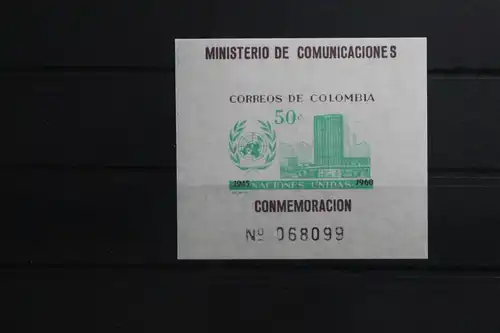 MINISTERIO DE COMUNICACIONES
CORREOS DE COLOMBIA
50c
1945 1960
NACIONES UNIDAS
CONMEMORACION
Nº 068099